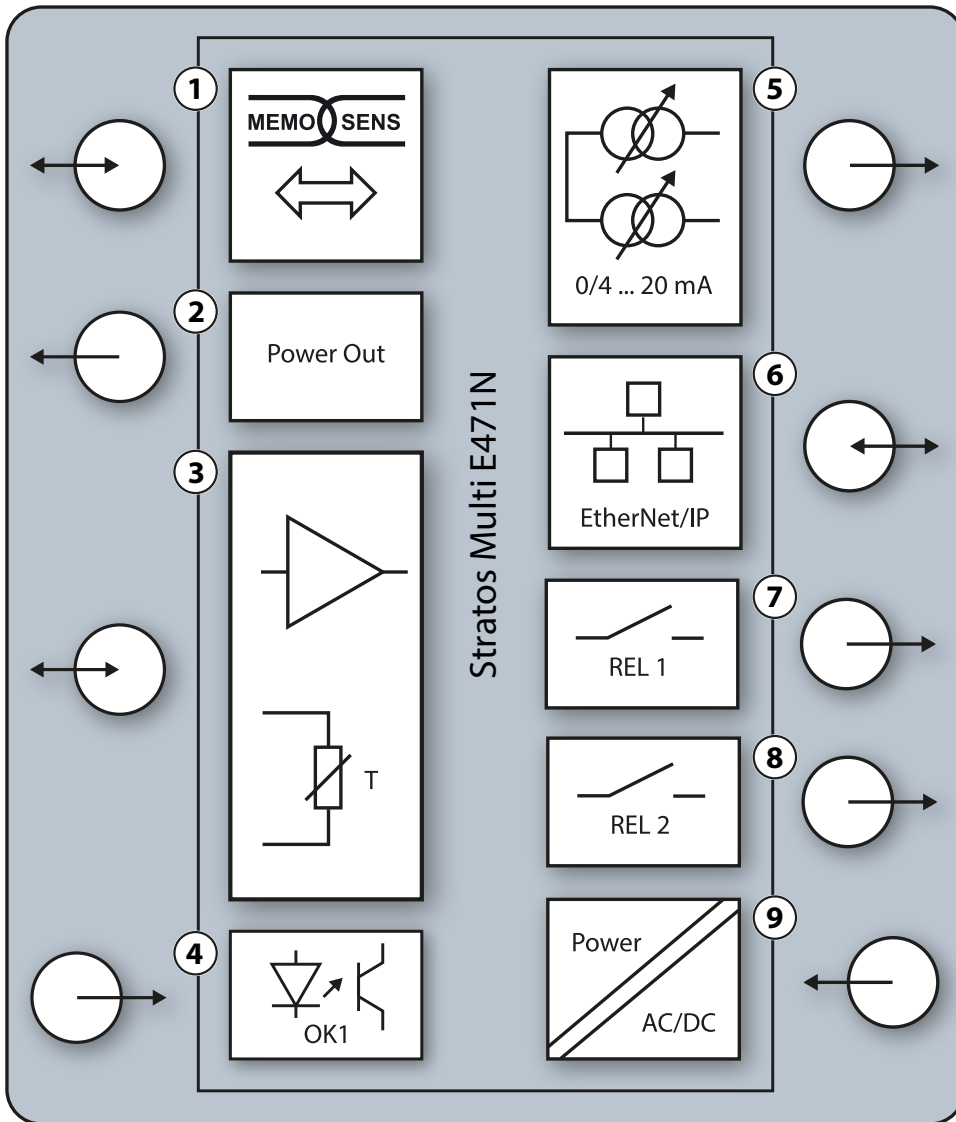 1
MEMO SENS
2
Power Out
3
T
4
OK1
Stratos Multi E471N
5
0/4 ... 20 mA
6
EtherNet/IP
7
REL 1
8
REL 2
9
Power
AC/DC